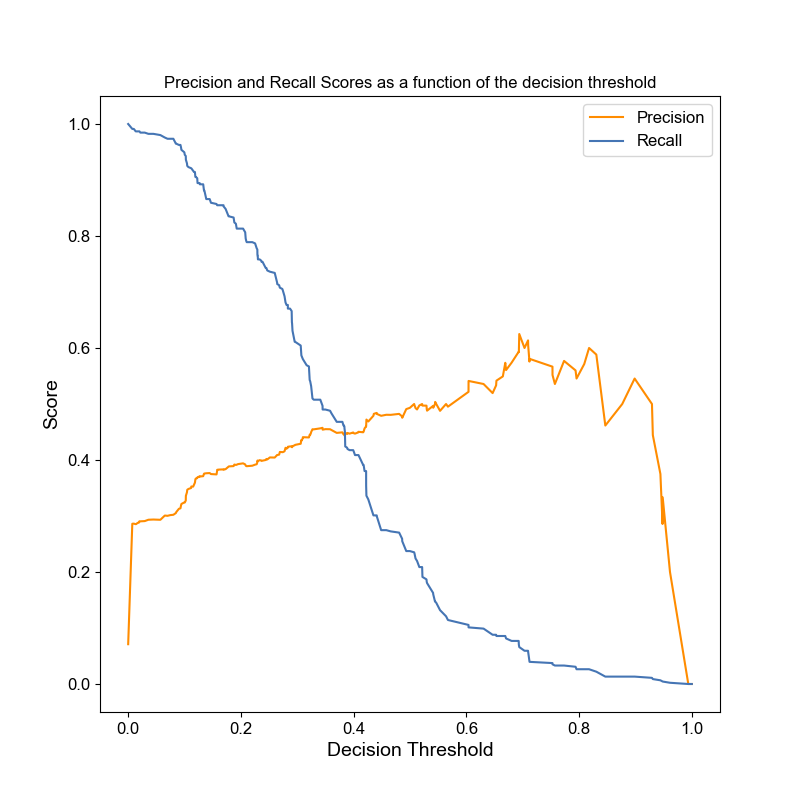 Precision and Recall Scores as a function of the decision threshold
Precision
Recall
1.0
0.8
0.6
0.4
0.2
0.0
Score
0.0 0.2 0.4 0.6 0.8 1.0
Decision Threshold